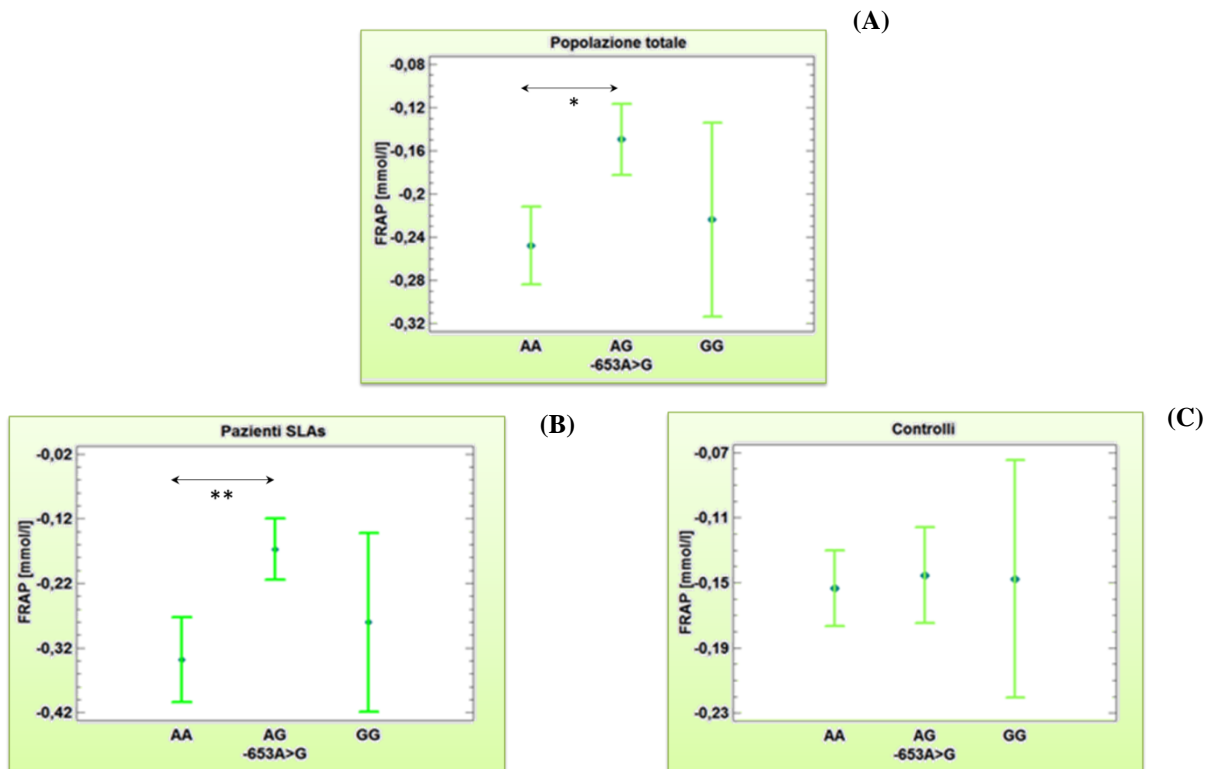 (A)
Popolazione totale
-0,08
-0,12
-0,16
-0,2
-0,24
-0,28
-0,32
FRAP [mmol/l]
*
AA AG GG
-653A>G
(B)
Pazienti SLAs
-0,02
-0,12
-0,22
-0,32
-0,42
FRAP [mmol/l]
**
AA AG GG
-653A>G
(C)
Controlli
-0,07
-0,11
-0,15
-0,19
-0,23
FRAP [mmol/l]
AA AG GG
-653A>G